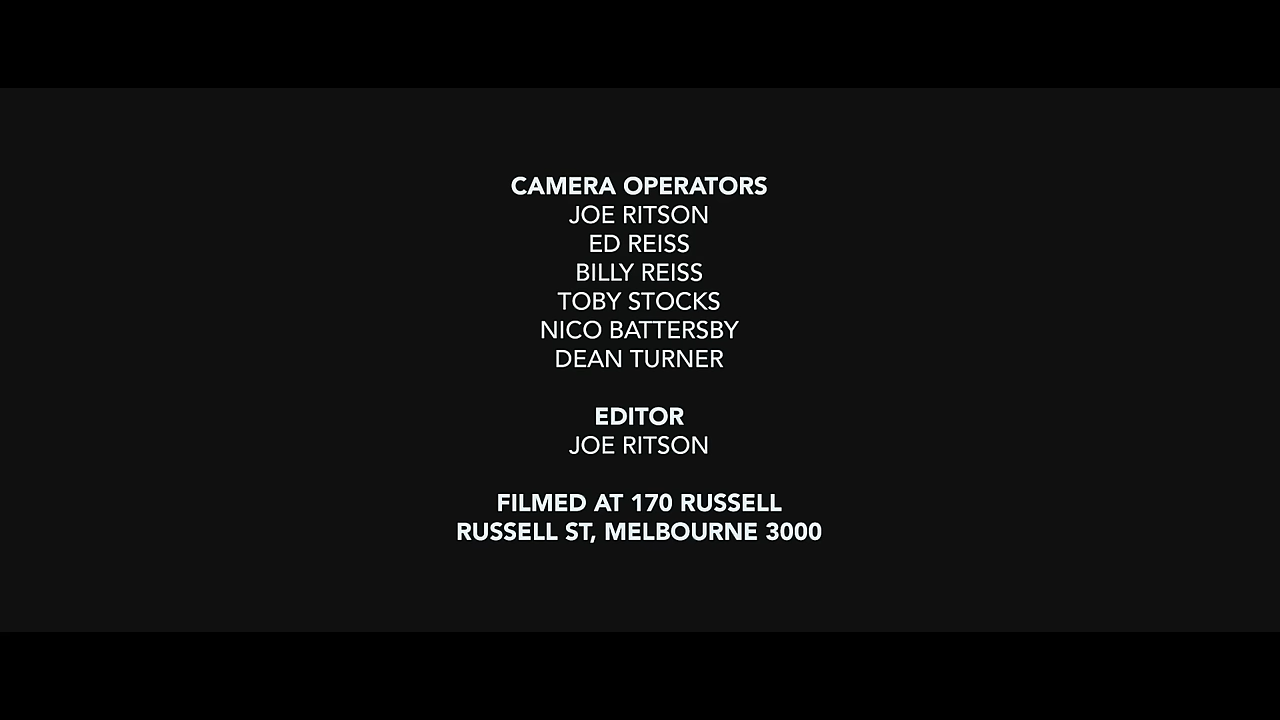 CAMERA OPERATORS
JOE RITSON
ED REISS
BILLY REISS
TOBY STOCKS
NICO BATTERSBY
DEAN TURNER
EDITOR
JOE RITSON
FILMED AT 170 RUSSELL
RUSSELL ST, MELBOURNE 3000